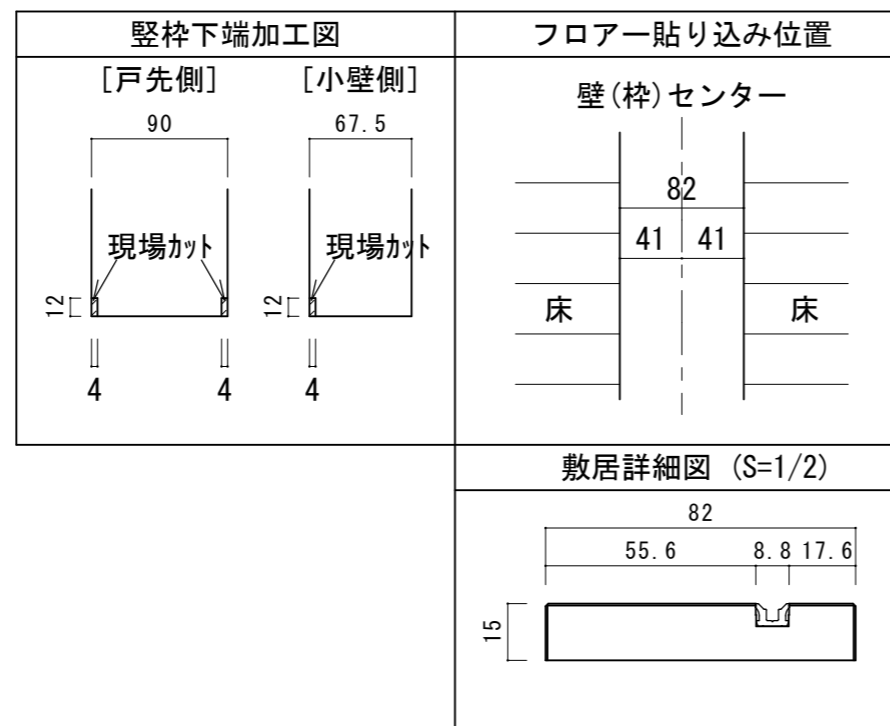 竪枠下端加工図
[戸先側]
[小壁側]
90
67.5
現場ｶｯﾄ
現場ｶｯﾄ
12
12
4
4
4
フロアー貼り込み位置
壁(枠)センター
82
41
41
床
床
敷居詳細図 (S=1/2)
82
55.6
8.8
17.6
15